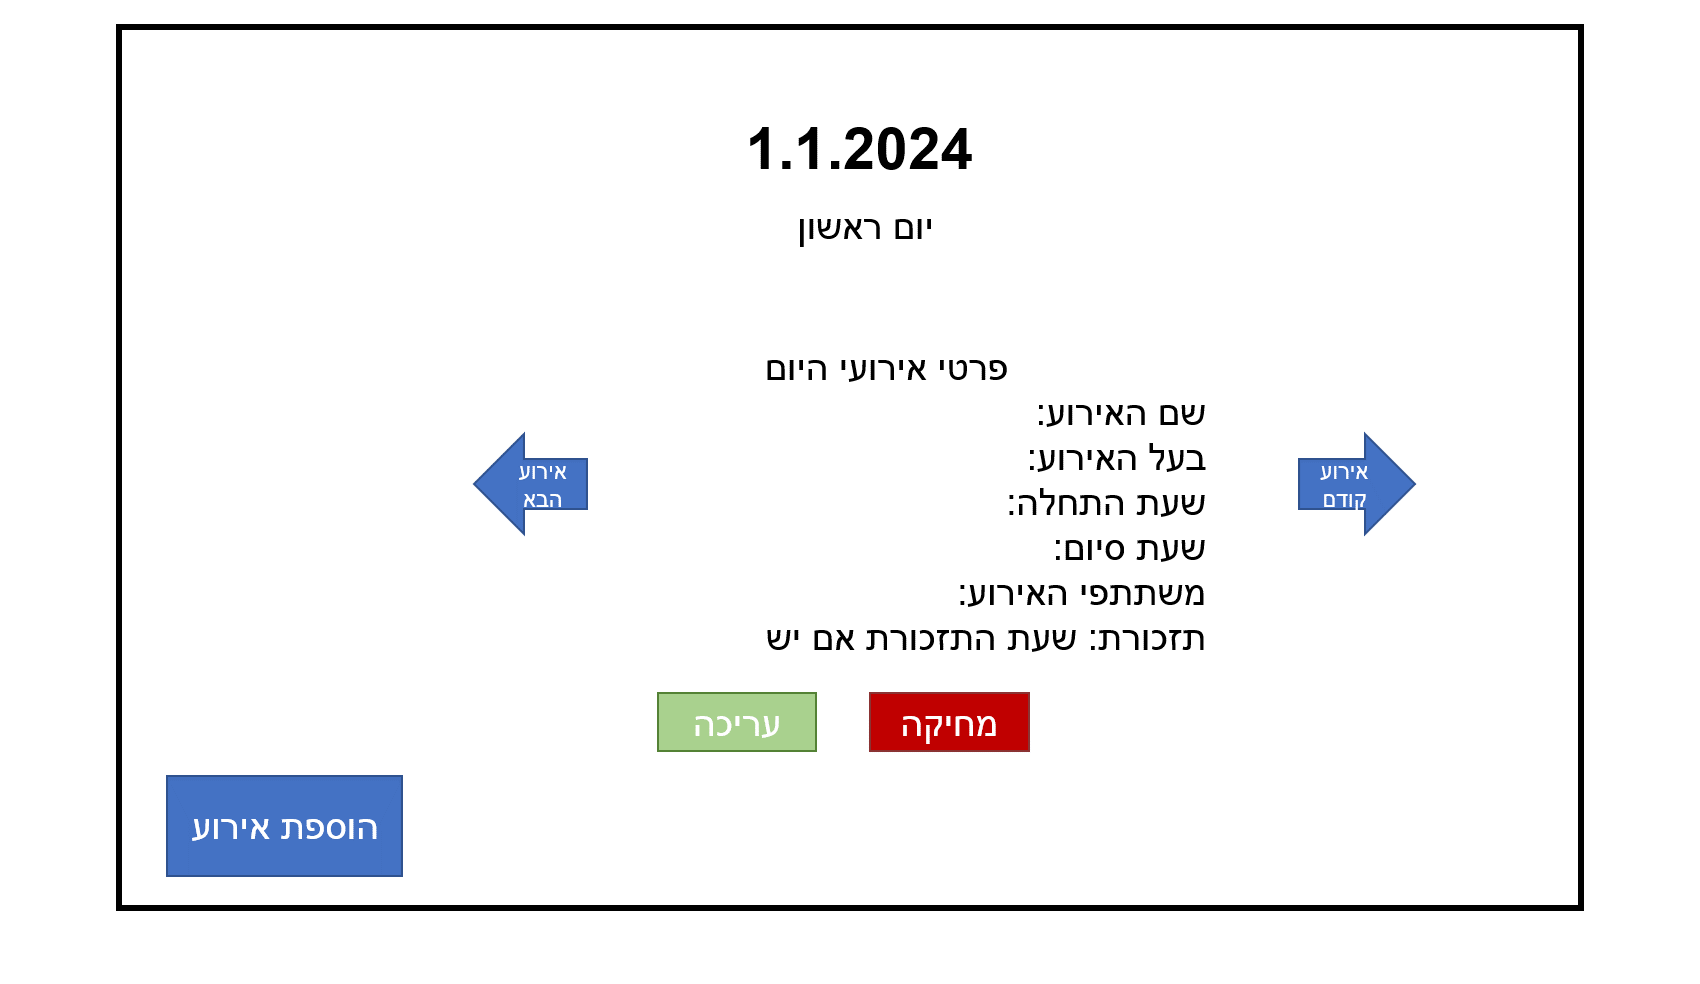 1.1.2024
יום ראשון
פרטי אירועי היום
שם האירוע:
בעל האירוע:
שעת התחלה:
שעת סיום:
משתתפי האירוע:
תזכורת: שעת התזכורת אם יש
אירוע
קודם
אירוע
הבא
מחיקה
עריכה
הוספת אירוע